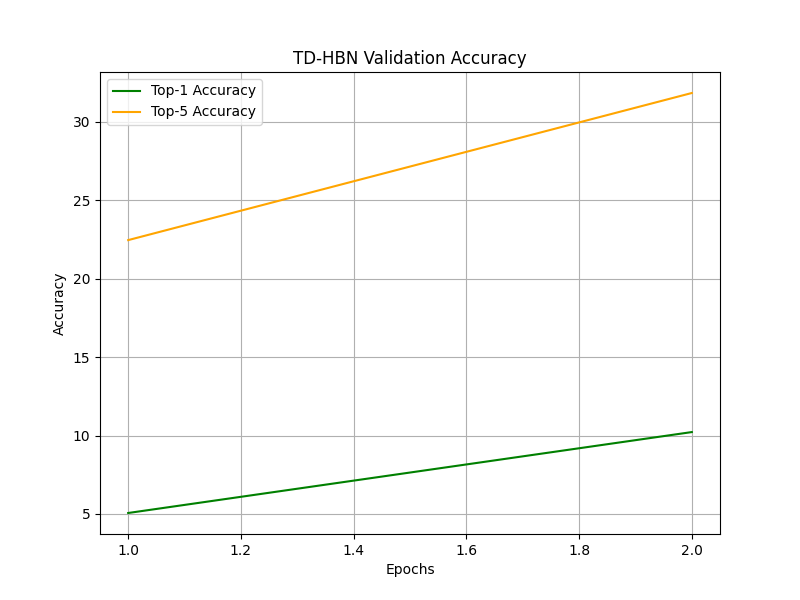 TD-HBN Validation Accuracy
Top-1 Accuracy
Top-5 Accuracy
Accuracy
30
25
20
15
10
5
1.0 1.2 1.4 1.6 1.8 2.0
Epochs